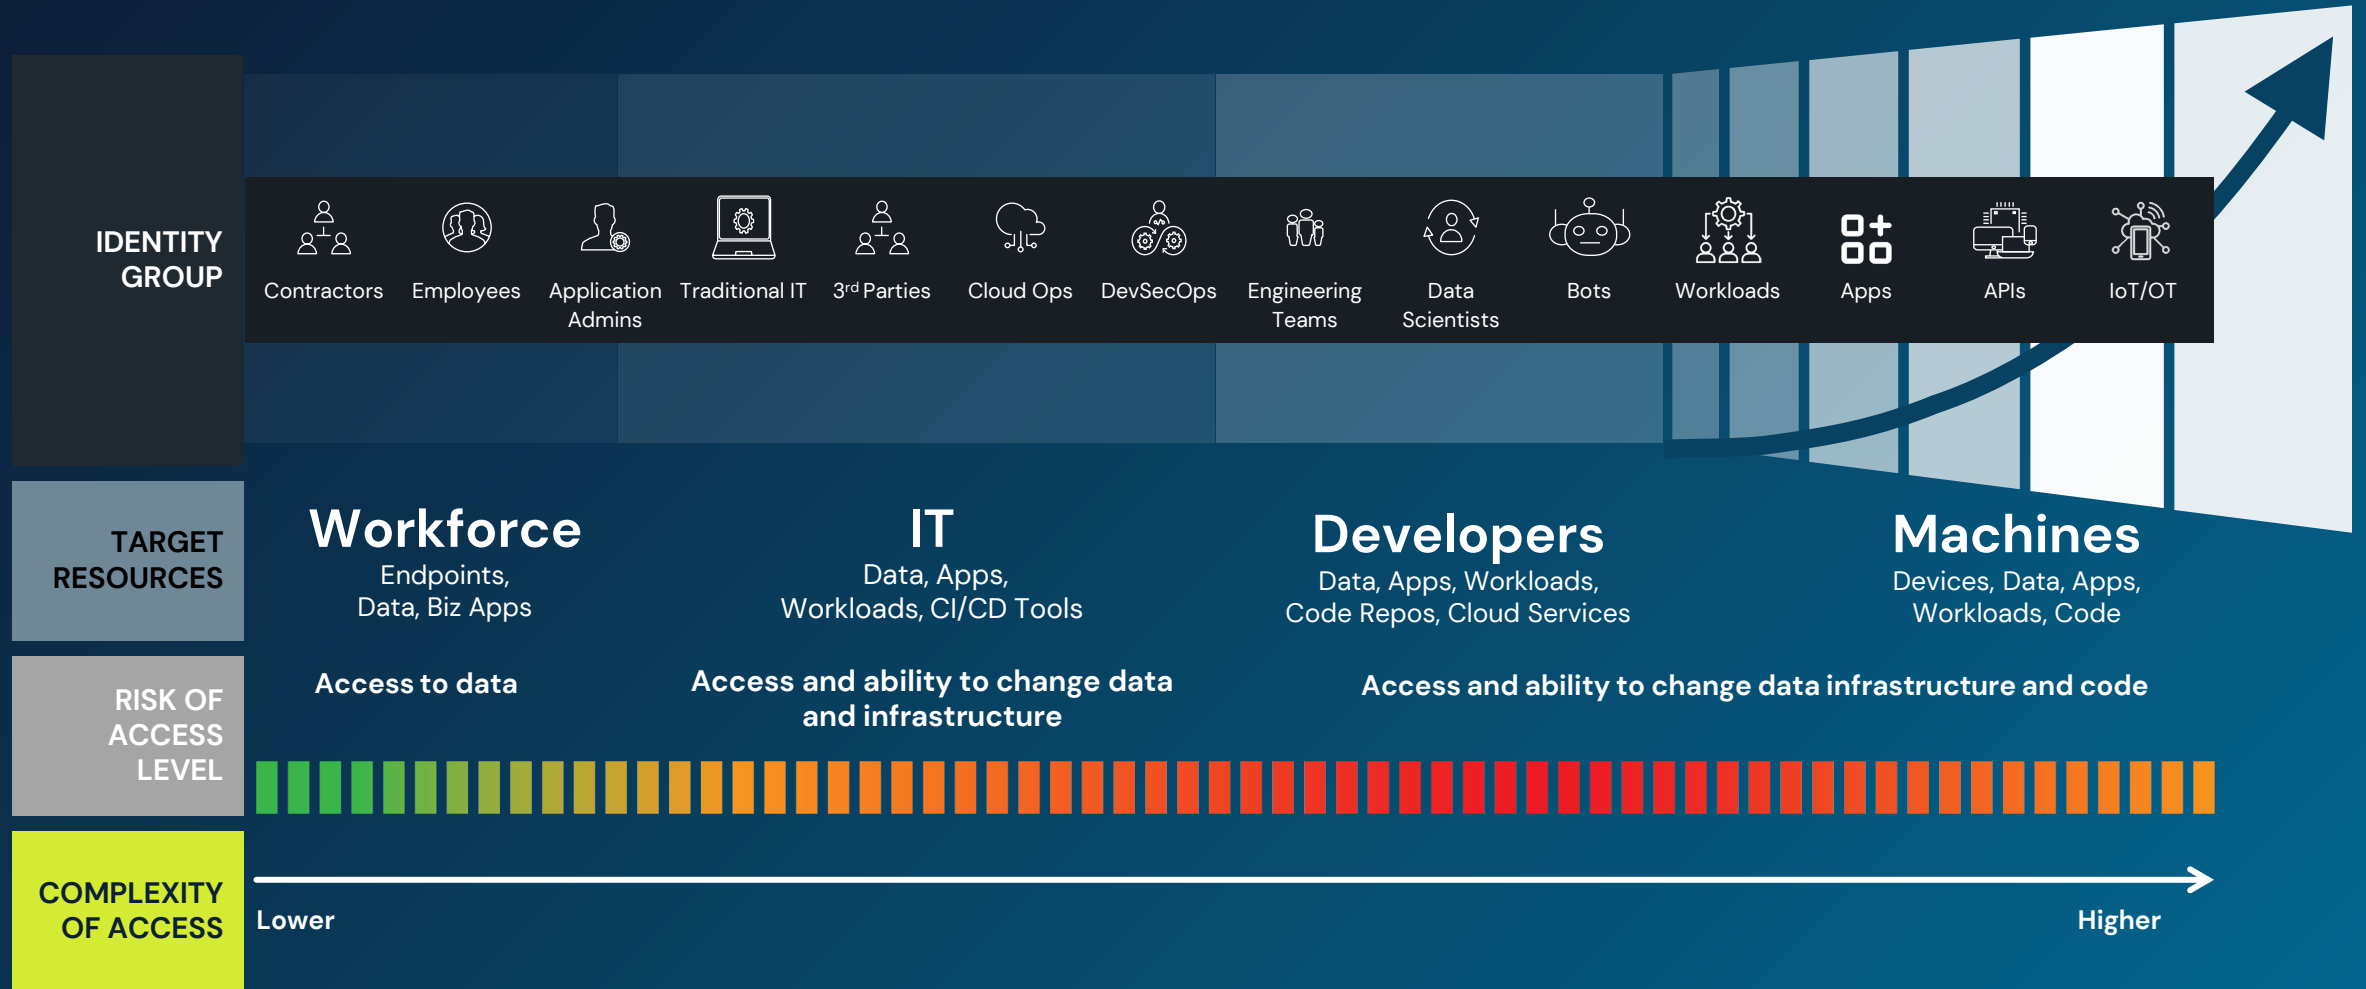 IDENTITY
GROUP
Contractors
Employees
Application
Admins
Traditional IT
3rd Parties
Cloud Ops
DevSecOps
Engineering
Teams
Data
Scientists
Bots
Workloads
Apps
APIs
IoT/OT
TARGET
RESOURCES
Workforce
Endpoints,
Data, Biz Apps
IT
Data, Apps,
Workloads, CI/CD Tools
Developers
Data, Apps, Workloads,
Code Repos, Cloud Services
Machines
Devices, Data, Apps,
Workloads, Code
RISK OF
ACCESS
LEVEL
Access to data
Access and ability to change data
and infrastructure
Access and ability to change data infrastructure and code
COMPLEXITY
OF ACCESS
Lower
Higher